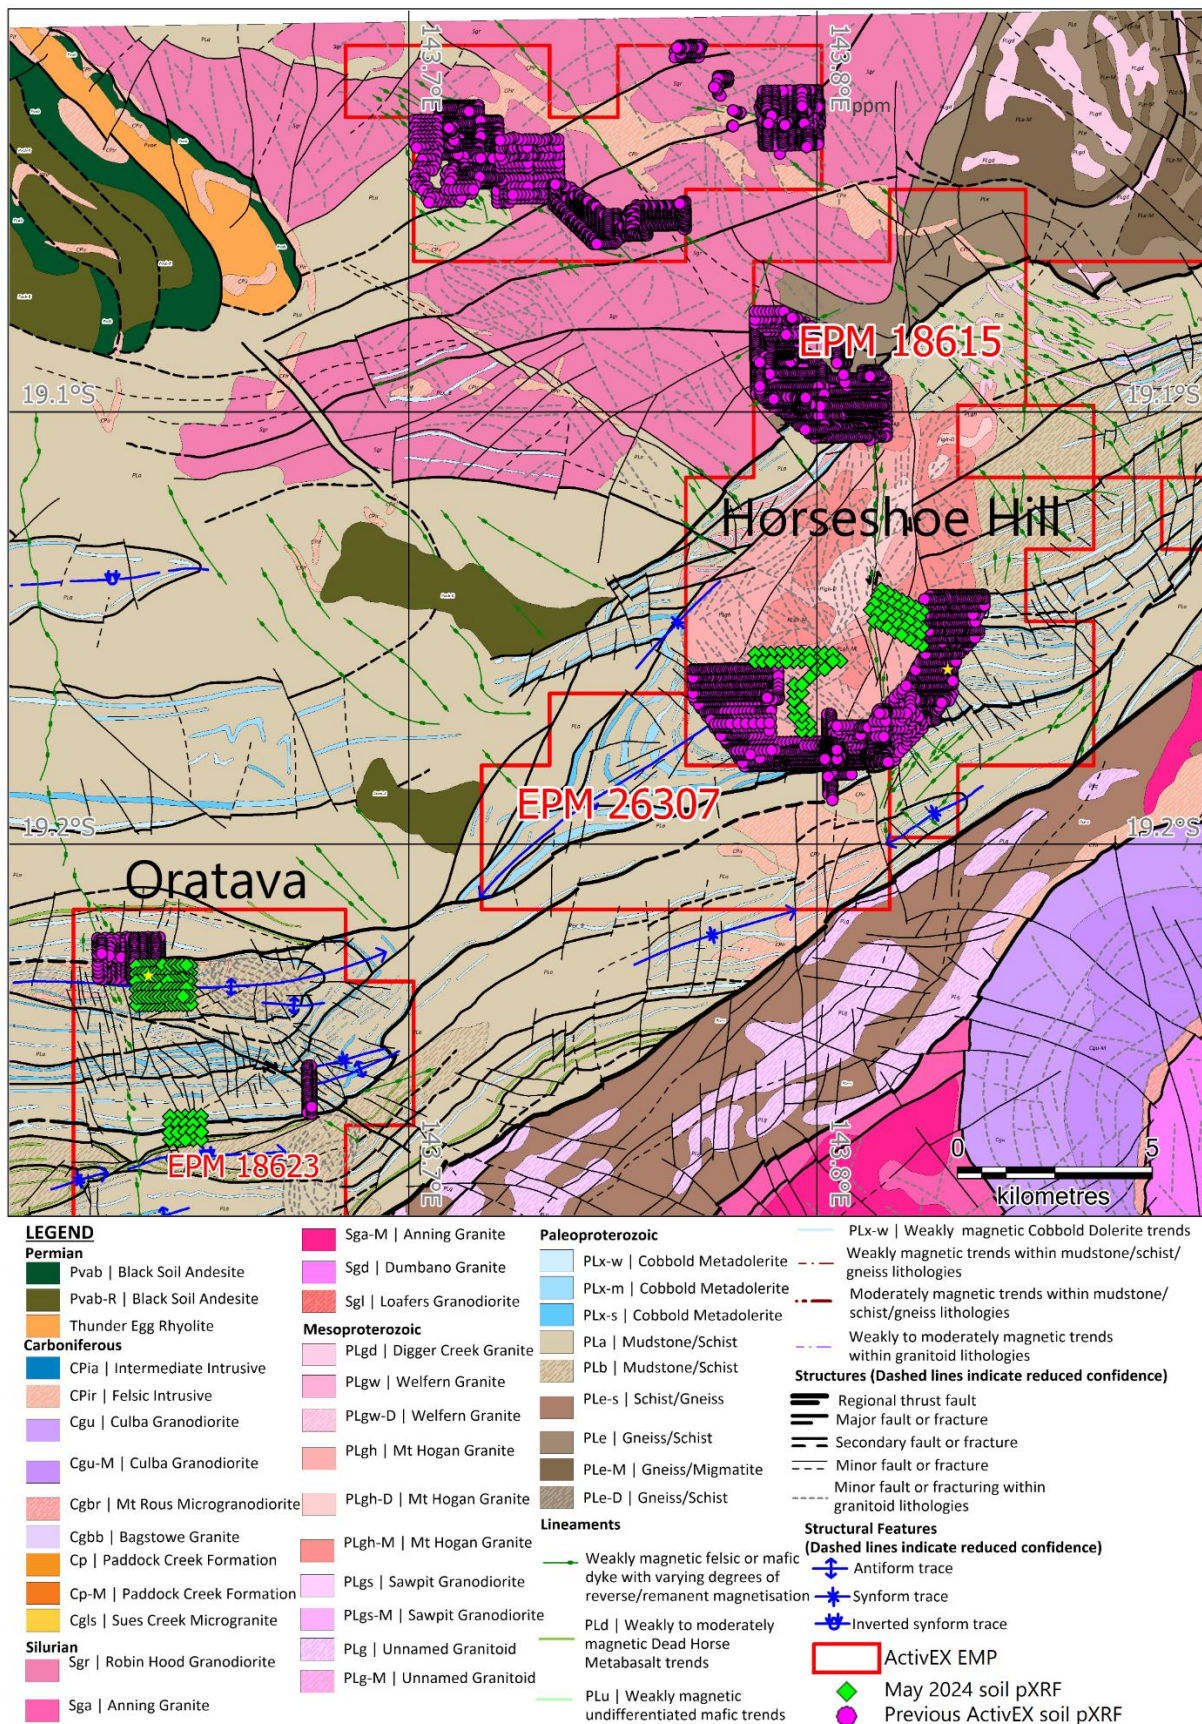 143.7°E
143.8°E
ppm
EPM 18615
19.1°S
19.1°S
Horseshoe Hill
EPM 26307
19.2°S
19.2°S
Oratava
EPM 18623
143.7°E
143.8°E
0 5
kilometres
LEGEND
Permian
Pvab | Black Soil Andesite
Pvab-R | Black Soil Andesite
Thunder Egg Rhyolite
Carboniferous
CPia | Intermediate Intrusive
CPir | Felsic Intrusive
Cgu | Culba Granodiorite
Cgu-M | Culba Granodiorite
Cgbr | Mt Rous Microgranodiorite
Cgbb | Bagstowe Granite
Cp | Paddock Creek Formation
Cp-M | Paddock Creek Formation
Cgls | Sues Creek Microgranite
Silurian
Sgr | Robin Hood Granodiorite
Sga | Anning Granite
Sga-M | Anning Granite
Sgd | Dumbano Granite
Sgl | Loafers Granodiorite
Mesoproterozoic
PLgd | Digger Creek Granite
PLgw | Welfern Granite
PLgw-D | Welfern Granite
PLgh | Mt Hogan Granite
PLgh-D | Mt Hogan Granite
PLgh-M | Mt Hogan Granite
PLgs | Sawpit Granodiorite
PLgs-M | Sawpit Granodiorite
PLg | Unnamed Granitoid
PLg-M | Unnamed Granitoid
Paleoproterozoic
PLx-w | Cobbold Metadolerite
PLx-m | Cobbold Metadolerite
PLx-s | Cobbold Metadolerite
PLa | Mudstone/Schist
PLb | Mudstone/Schist
PLe-s | Schist/Gneiss
PLe | Gneiss/Schist
PLe-M | Gneiss/Migmatite
PLe-D | Gneiss/Schist
Lineaments
Weakly magnetic felsic or mafic
dyke with varying degrees of
reverse/remanent magnetisation
PLd | Weakly to moderately
magnetic Dead Horse
Metabasalt trends
PLu | Weakly magnetic
undifferentiated mafic trends
PLx-w | Weakly magnetic Cobbold Dolerite trends
Weakly magnetic trends within mudstone/schist/
gneiss lithologies
Moderately magnetic trends within mudstone/
schist/gneiss lithologies
Weakly to moderately magnetic trends
within granitoid lithologies
Structures (Dashed lines indicate reduced confidence)
Regional thrust fault
Major fault or fracture
Secondary fault or fracture
Minor fault or fracture
Minor fault or fracturing within
granitoid lithologies
Structural Features
(Dashed lines indicate reduced confidence)
Antiform trace
Synform trace
Inverted synform trace
ActivEX EMP
May 2024 soil pXRF
Previous ActivEX soil pXRF